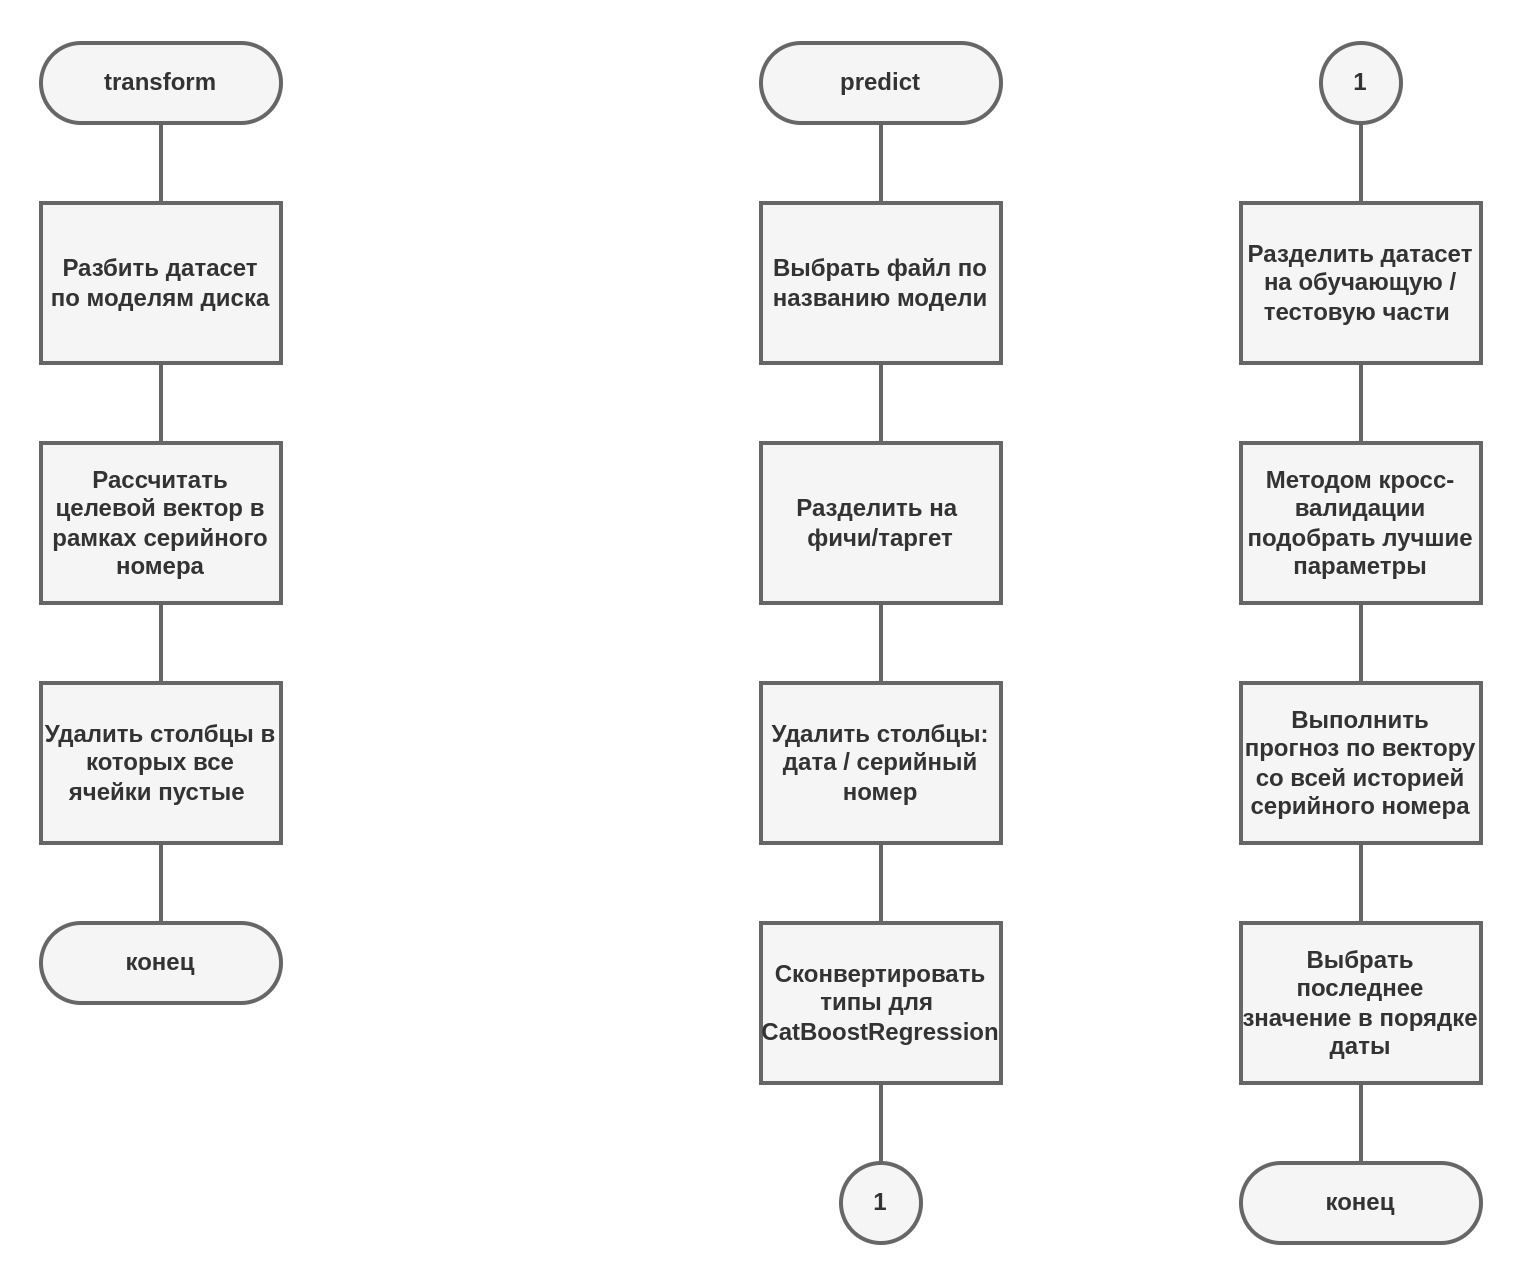 transform
Разбить датасет
по моделям диска
Рассчитать
целевой вектор в
рамках серийного
номера
Удалить столбцы в
которых все
ячейки пустые
конец
predict
Выбрать файл по
названию модели
Разделить на
фичи/таргет
Удалить столбцы:
дата / серийный
номер
Сконвертировать
типы для
CatBoostRegression
1
1
Разделить датасет
на обучающую /
тестовую части
Методом кросс-
валидации
подобрать лучшие
параметры
Выполнить
прогноз по вектору
со всей историей
серийного номера
Выбрать
последнее
значение в порядке
даты
конец